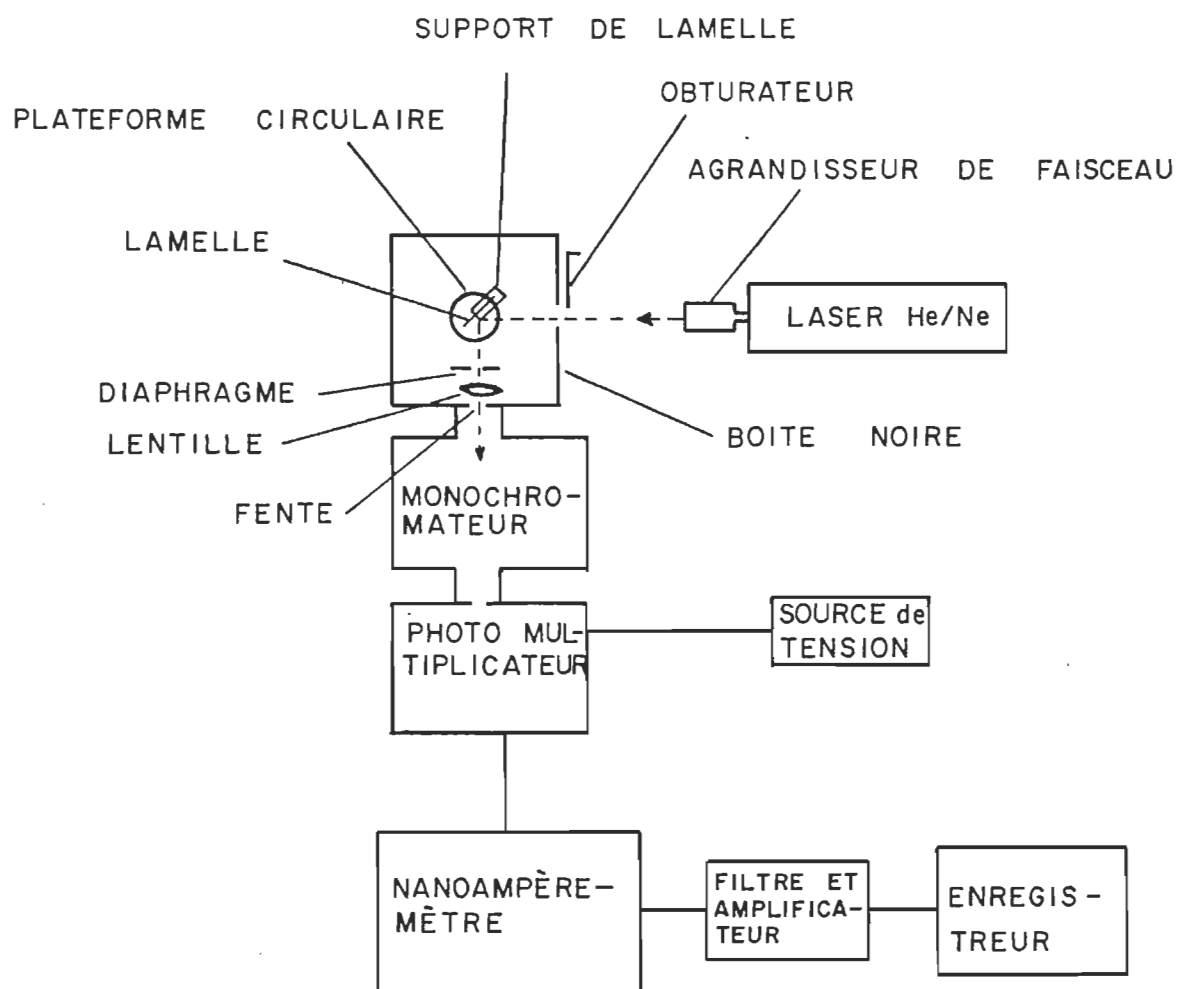 SUPPORT DE LAMELLE
OBTURATEUR
PLATEFORME CIRCULAIRE
AGRANDISSEUR DE FAISCEAU
LAMELLE
LASER He/Ne
DIAPHRAGME
LENTILLE
BOITE NOIRE
FENTE
MONOCHRO-
MATEUR
PHOTO MUL-
TIPLICATEUR
SOURCE de
TENSION
NANOAMPÈRE-
MÈTRE
FILTRE ET
AMPLIFICA-
TEUR
ENREGIS-
TREUR